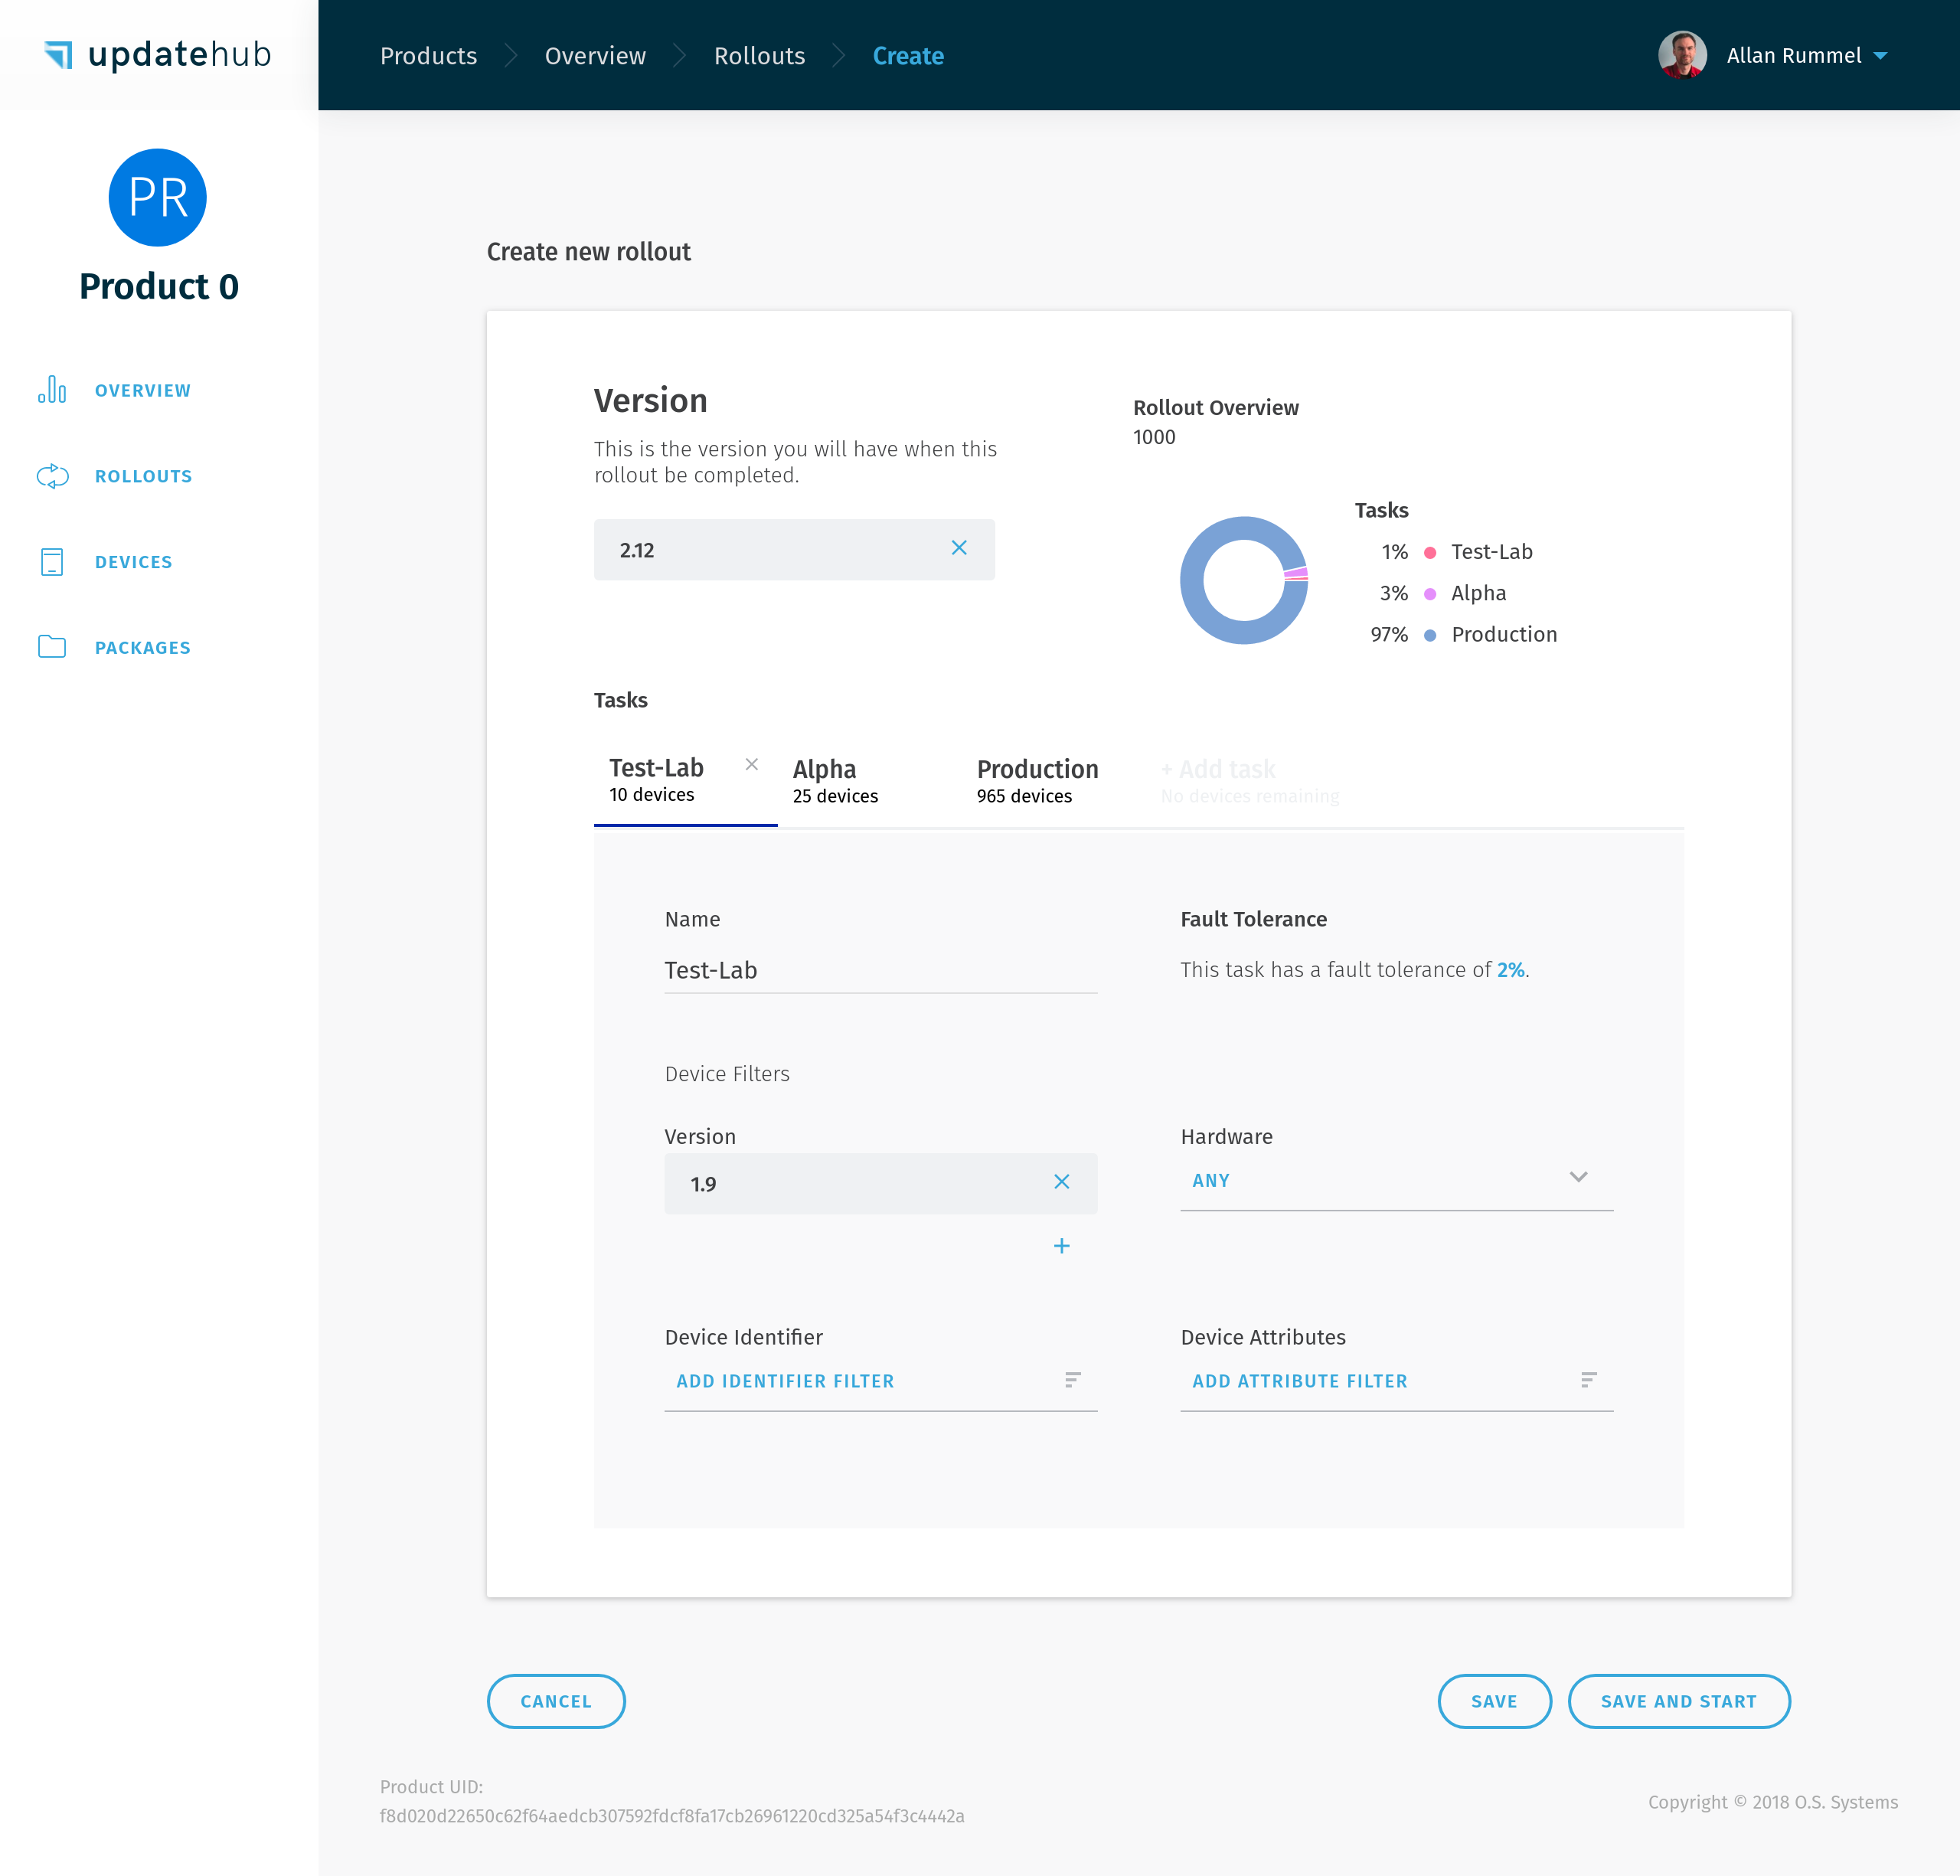 updatehub
Products Overview Rollouts Create
Allan Rummel
PR
Product 0
OVERVIEW
ROLLOUTS
DEVICES
PACKAGES
Create new rollout
Version
This is the version you will have when this
rollout be completed.
2.12
Rollout Overview
1000
Tasks
1% Test-Lab
3% Alpha
97% Production
Tasks
Test-Lab
10 devices
Alpha
25 devices
Production
965 devices
+ Add task
No devices remaining
Name
Test-Lab
Fault Tolerance
This task has a fault tolerance of 2%.
Device Filters
Version
1.9
+
Hardware
ANY
Device Identifier
ADD IDENTIFIER FILTER
Device Attributes
ADD ATTRIBUTE FILTER
CANCEL
SAVE
SAVE AND START
Product UID:
f8d020d22650c62f64aedcb307592fdcf8fa17cb26961220cd325a54f3c4442a
Copyright © 2018 O.S. Systems